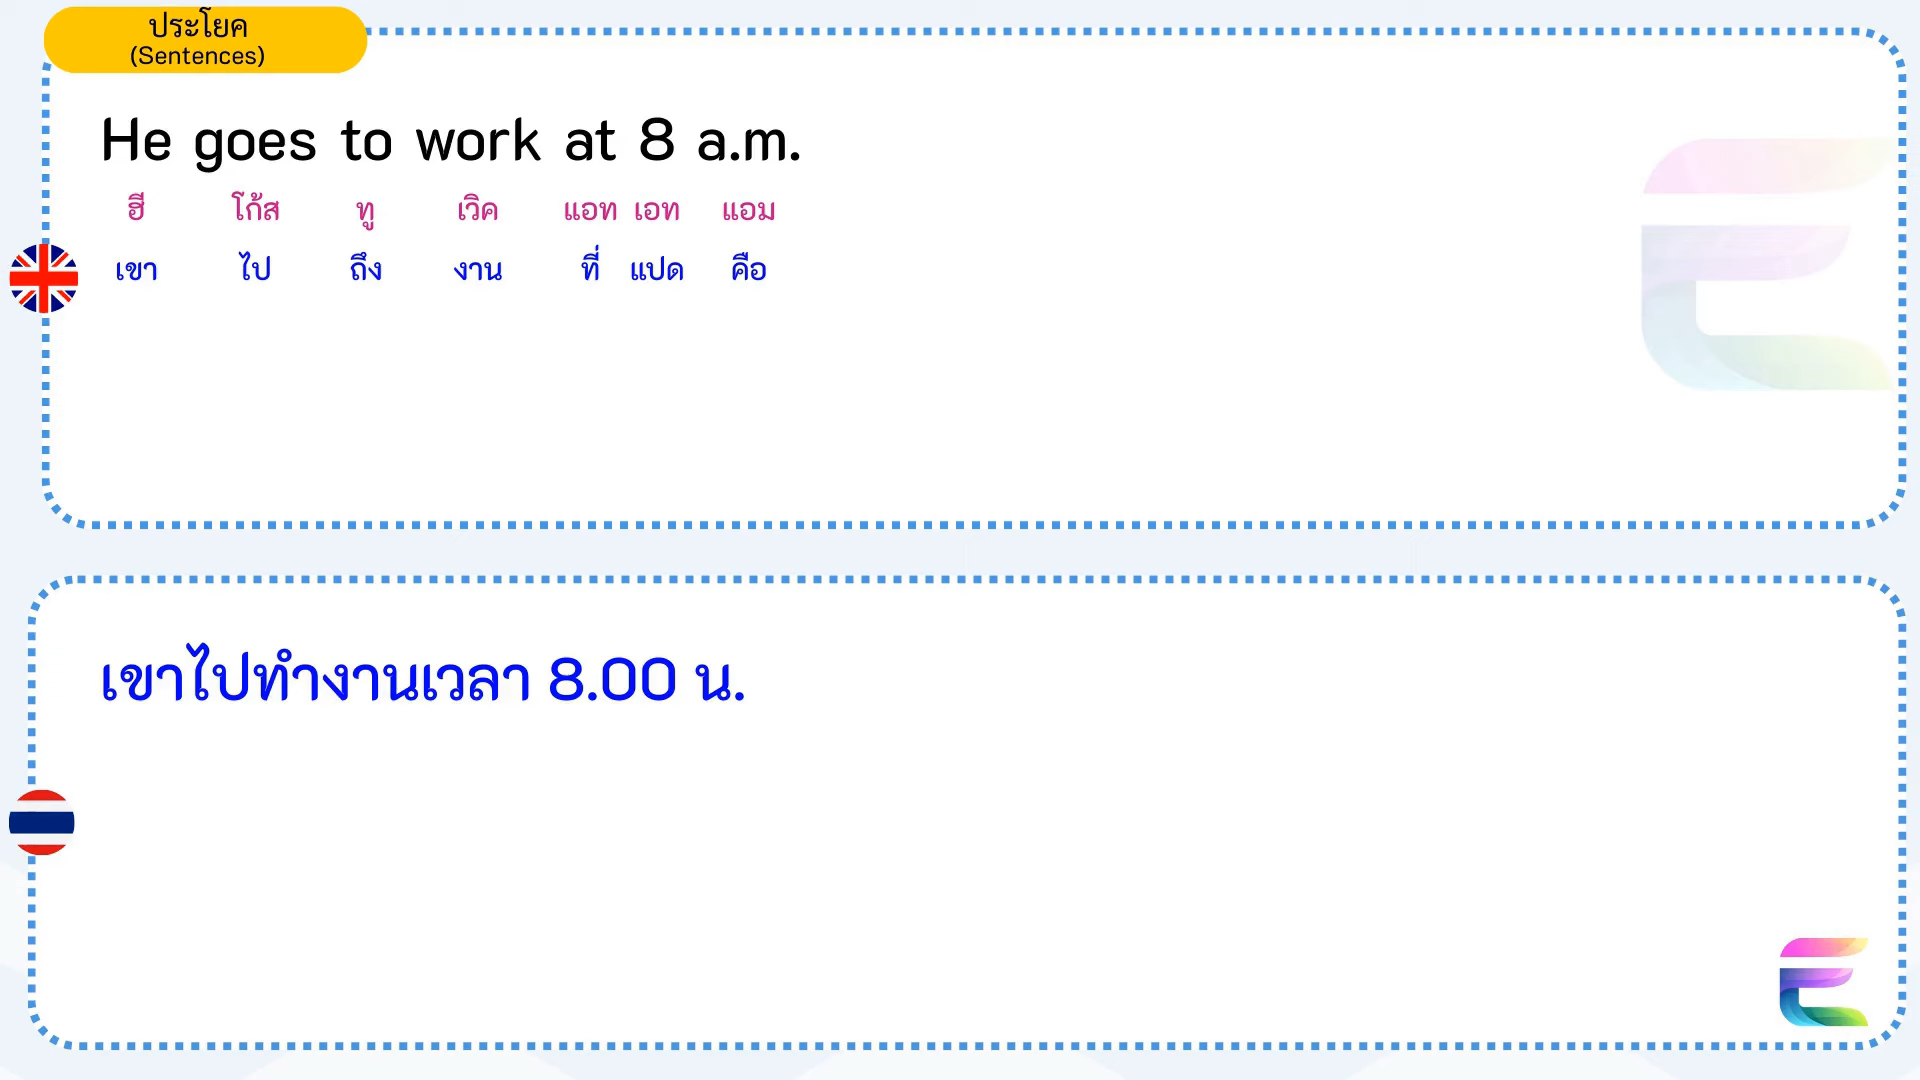 ประโยค
(Sentences)
He goes to work at 8 a.m.
ฮี โก้ส ทู เวิค แอท เอท แอม
เขา ไป ถึง งาน ที่ แปด คือ
เขาไปทำงานเวลา 8.00 น.